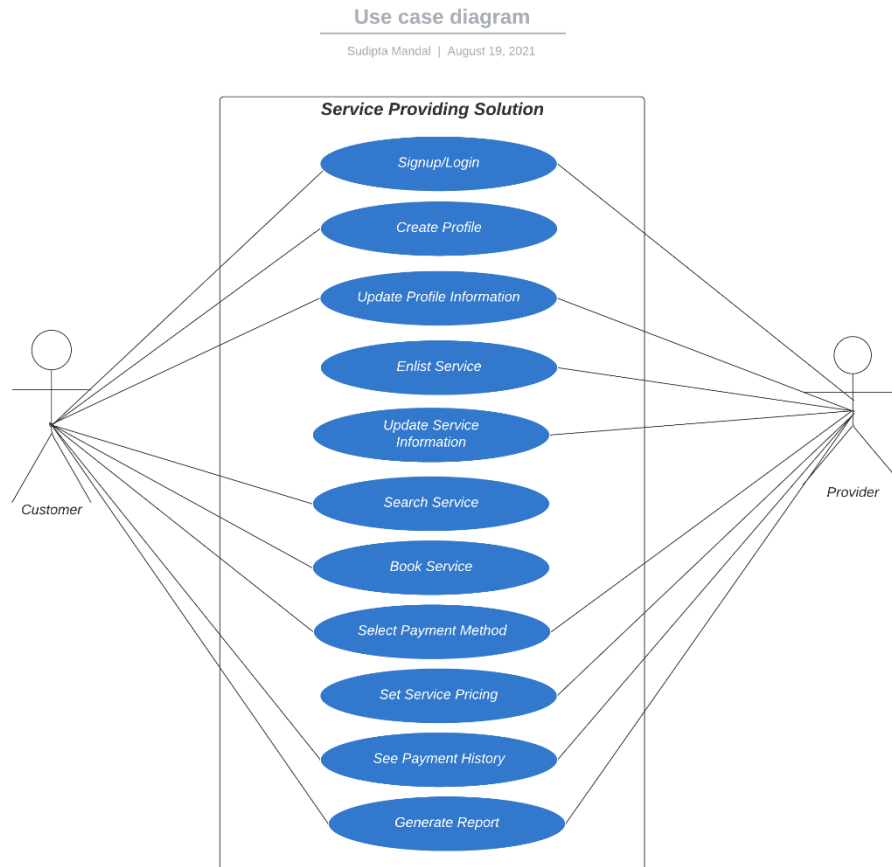 Use case diagram
Sudipta Mandal | August 19, 2021
Service Providing Solution
Signup/Login
Create Profile
Update Profile Information
Enlist Service
Update Service
Information
Search Service
Customer
Provider
Book Service
Select Payment Method
Set Service Pricing
See Payment History
Generate Report